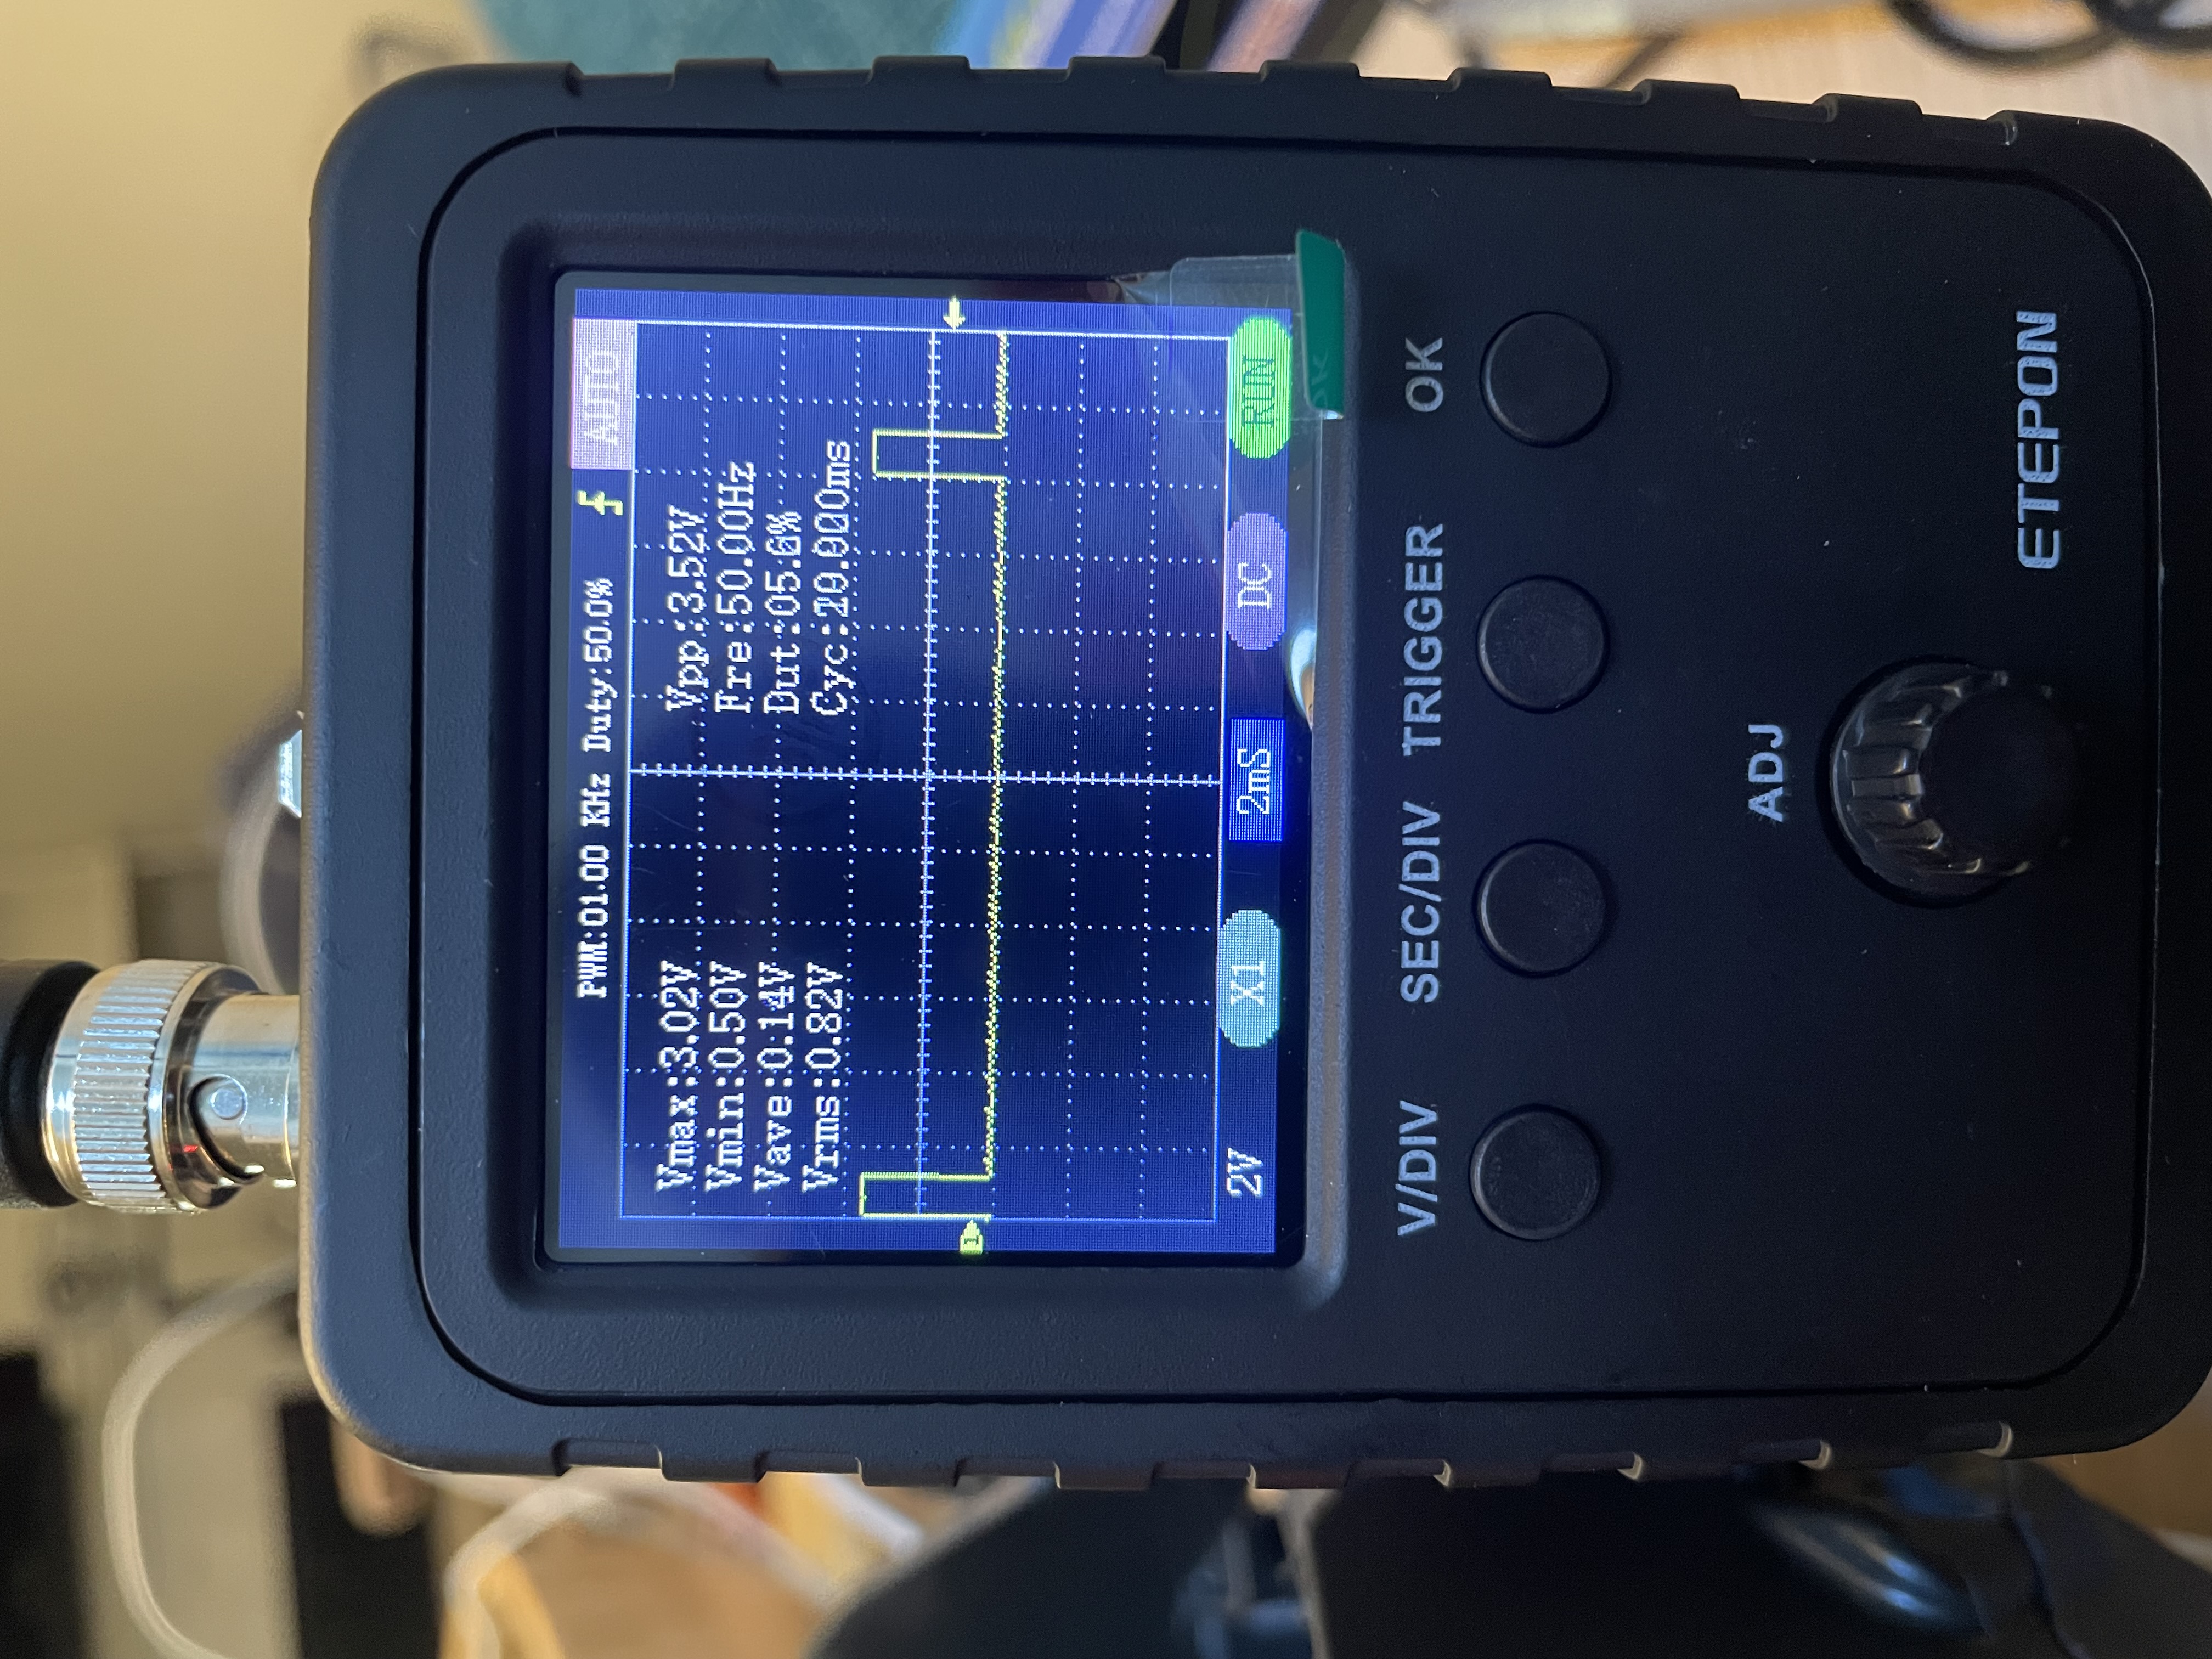 PWM:01.00 KHz Duty:50.0% AUTO
Vmax:3.02V Vpp:3.52V
Vmin:0.50V Fre:50.00Hz
Vave:0.14V Dut:05.6%
Vrms:0.82V Cyc:20.000ms
1
2V X1 2mS DC RUN
OK
V/DIV SEC/DIV TRIGGER OK
ADJ
ETEPON